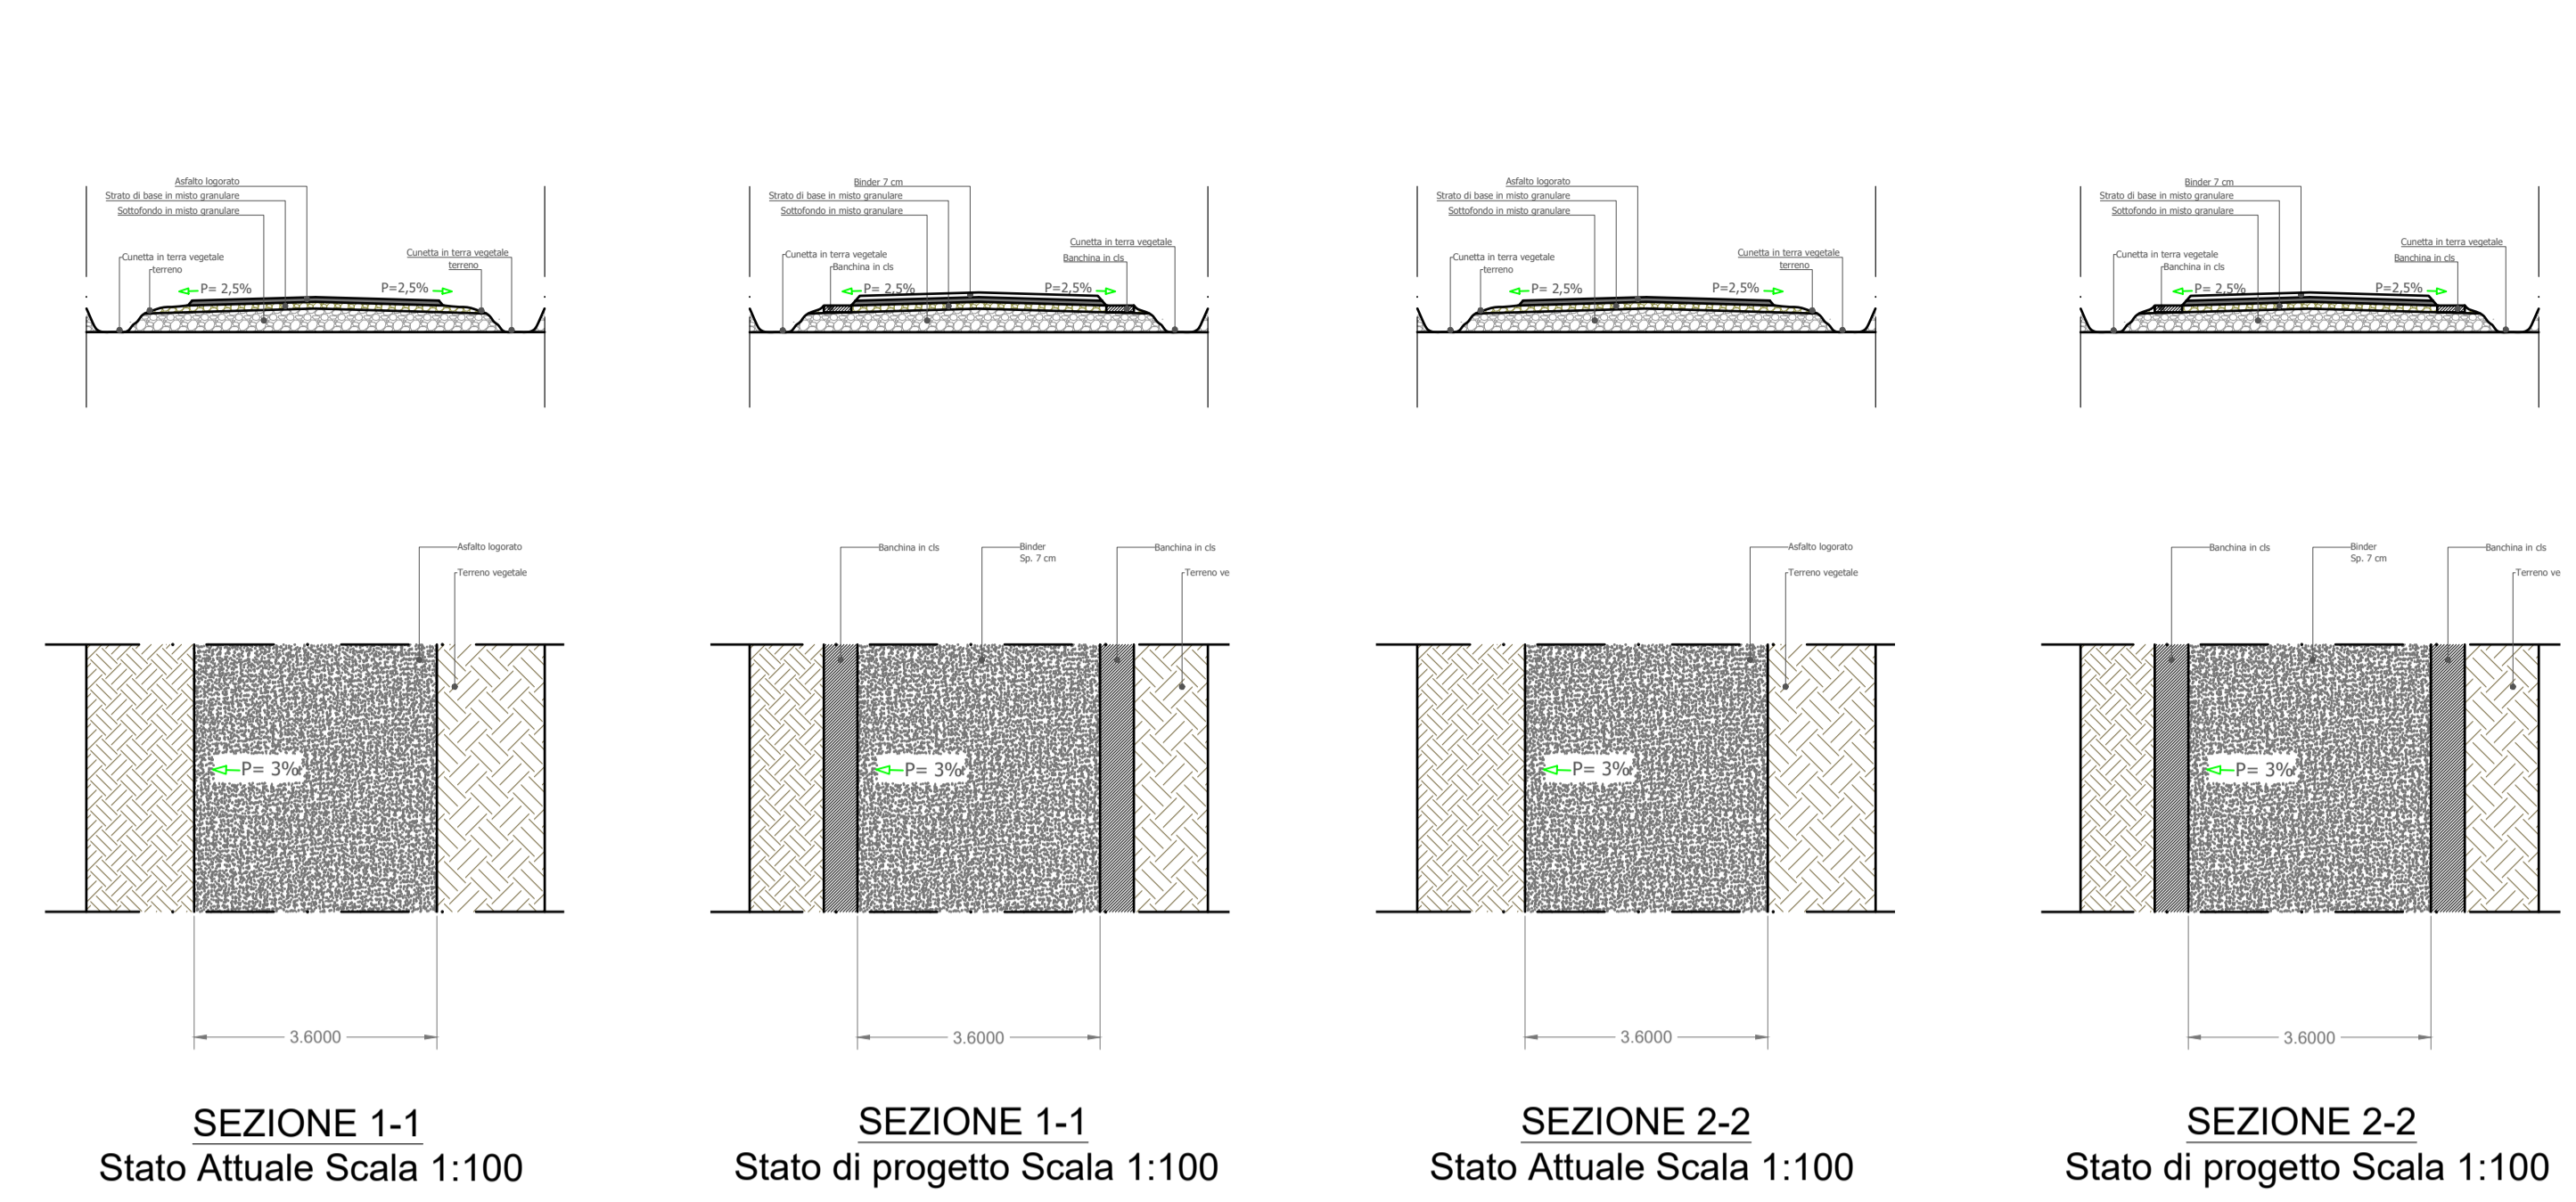 Asfalto logorato
Strato di base in misto granulare
Sottofondo in misto granulare
Cunetta in terra vegetale
terreno
Cunetta in terra vegetale
terreno
P= 2,5%
P=2,5%
Binder 7 cm
Strato di base in misto granulare
Sottofondo in misto granulare
Cunetta in terra vegetale
Banchina in cls
Cunetta in terra vegetale
Banchina in cls
P= 2,5%
P=2,5%
Asfalto logorato
Strato di base in misto granulare
Sottofondo in misto granulare
Cunetta in terra vegetale
terreno
Cunetta in terra vegetale
terreno
P= 2,5%
P=2,5%
Binder 7 cm
Strato di base in misto granulare
Sottofondo in misto granulare
Cunetta in terra vegetale
Banchina in cls
Cunetta in terra vegetale
Banchina in cls
P= 2,5%
P=2,5%
Asfalto logorato
Terreno vegetale
P= 3%
3.6000
Banchina in cls
Binder
Sp. 7 cm
Banchina in cls
Terreno ve
P= 3%
3.6000
Asfalto logorato
Terreno vegetale
P= 3%
3.6000
Banchina in cls
Binder
Sp. 7 cm
Banchina in cls
Terreno ve
P= 3%
3.6000
SEZIONE 1-1
Stato Attuale Scala 1:100
SEZIONE 1-1
Stato di progetto Scala 1:100
SEZIONE 2-2
Stato Attuale Scala 1:100
SEZIONE 2-2
Stato di progetto Scala 1:100